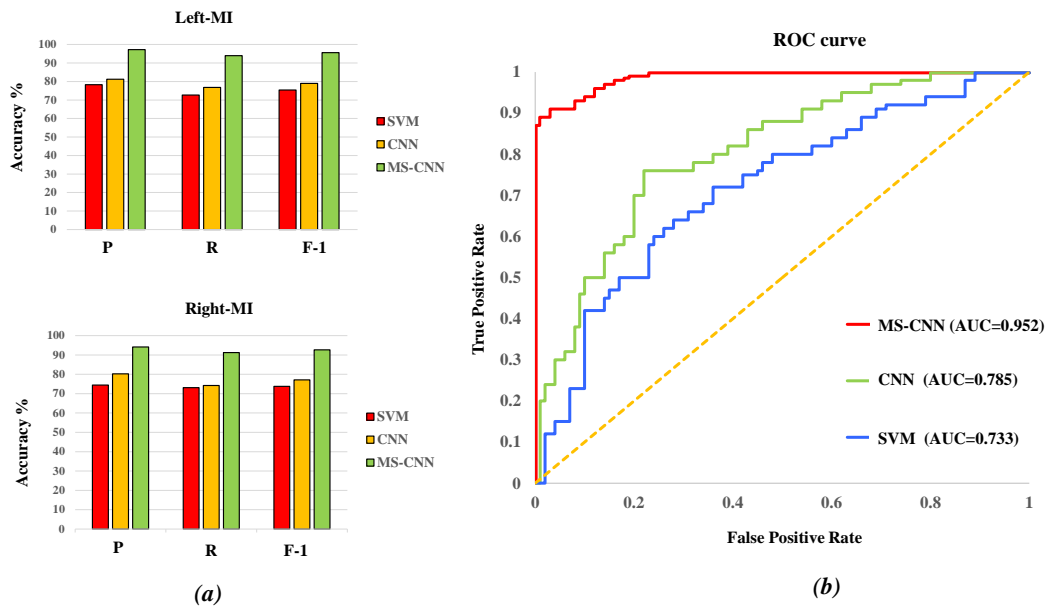 Left-MI
Accuracy %
100
90
80
70
60
50
40
30
20
10
0
P R F-1
SVM
CNN
MS-CNN
Right-MI
Accuracy %
100
90
80
70
60
50
40
30
20
10
0
P R F-1
SVM
CNN
MS-CNN
(a)
ROC curve
True Positive Rate
1
0.9
0.8
0.7
0.6
0.5
0.4
0.3
0.2
0.1
0
0 0.2 0.4 0.6 0.8 1
False Positive Rate
MS-CNN (AUC=0.952)
CNN (AUC=0.785)
SVM (AUC=0.733)
(b)